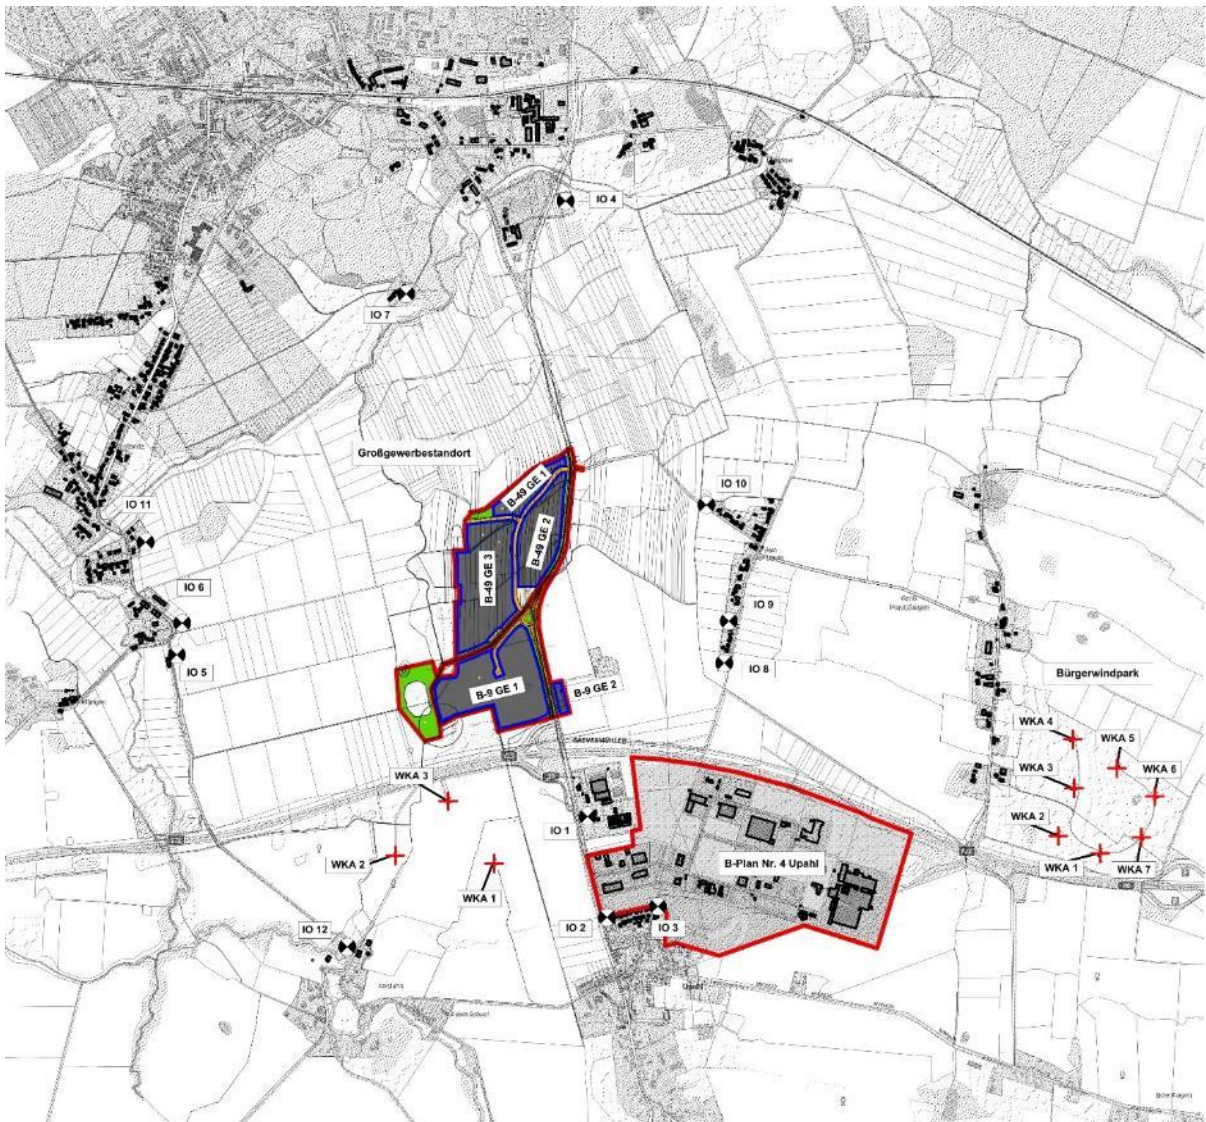 IO 4
IO 7
Großgewerbestandort
B-49 GE 1
IO 10
IO 11
B-49 GE 2
B-49 GE 3
IO 6
IO 9
IO 5
IO 8
Bürgerwindpark
B-9 GE 1
B-9 GE 2
WKA 4
WKA 5
WKA 3
WKA 6
WKA 3
IO 1
WKA 2
WKA 2
B-Plan Nr. 4 Upahl
WKA 1
WKA 7
WKA 1
IO 2
IO 3
IO 12
Upahl